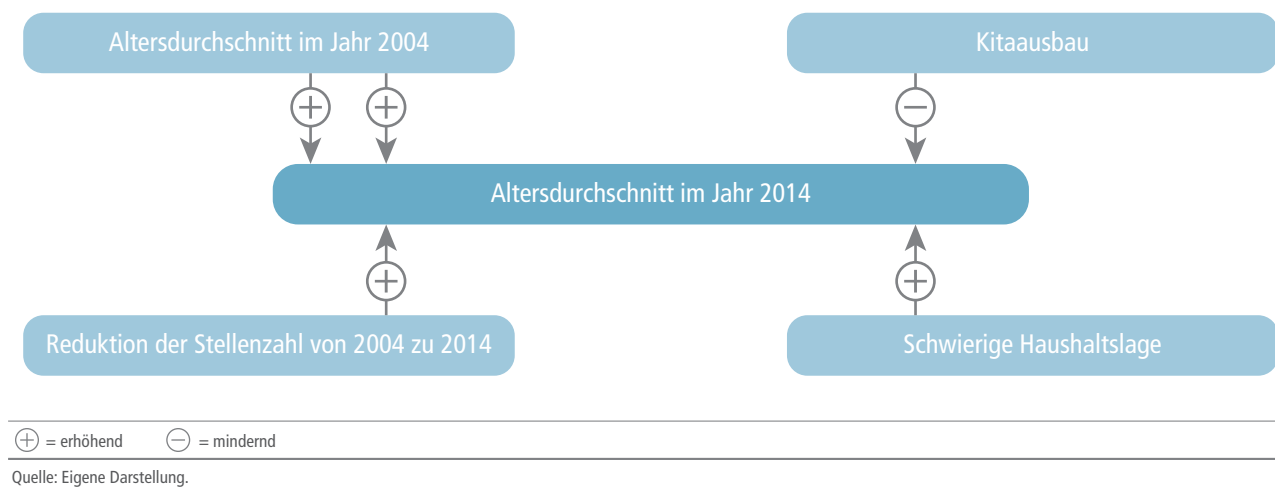 Altersdurchschnitt im Jahr 2004
Kitaausbau
Altersdurchschnitt im Jahr 2014
Reduktion der Stellenzahl von 2004 zu 2014
Schwierige Haushaltslage
+ = erhöhend − = mindernd
Quelle: Eigene Darstellung.